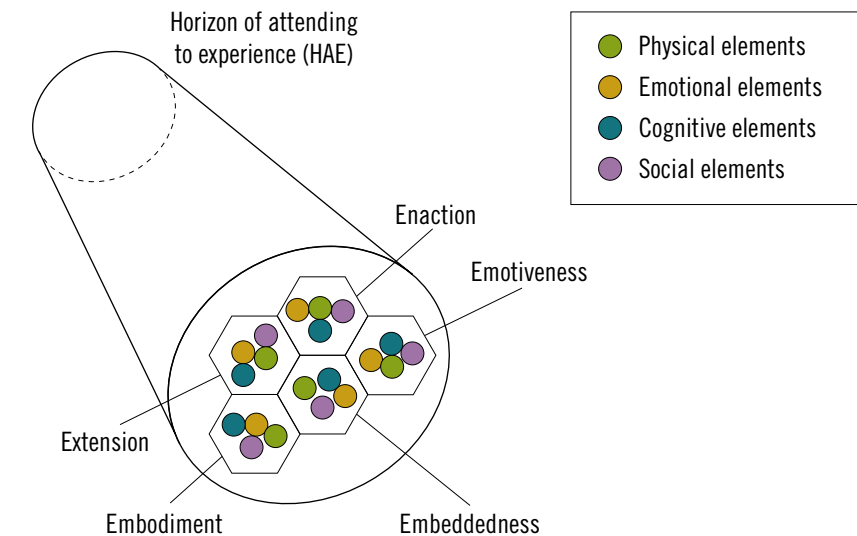 Horizon of attending
to experience (HAE)
Physical elements
Emotional elements
Cognitive elements
Social elements
Enaction
Emotiveness
Extension
Embodiment
Embeddedness